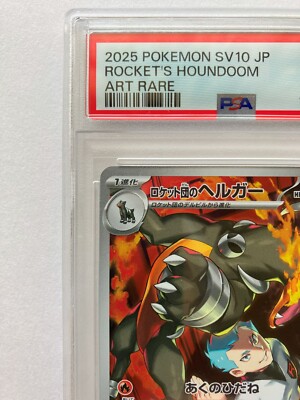 2025 POKEMON SV10 JP
ROCKET'S HOUNDOOM
ART RARE
PSA
1進化
ロケット団のヘルガー
ロケット団のデルビルから進化
あくのひだね